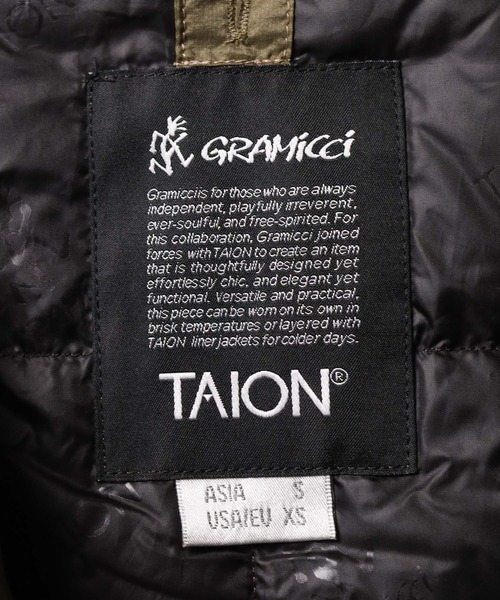 GRAMiCCi
Gramicci is for those who are always
independent, playfully irreverent,
ever-soulful, and free-spirited. For
this collaboration, Gramicci joined
forces with TAION to create an item
that is thoughtfully designed yet
effortlessly chic, and elegant yet
functional. Versatile and practical,
this piece can be worn on its own in
brisk temperatures or layered with
TAION liner jackets for colder days.
TAION®
ASIA S
USA/EU XS